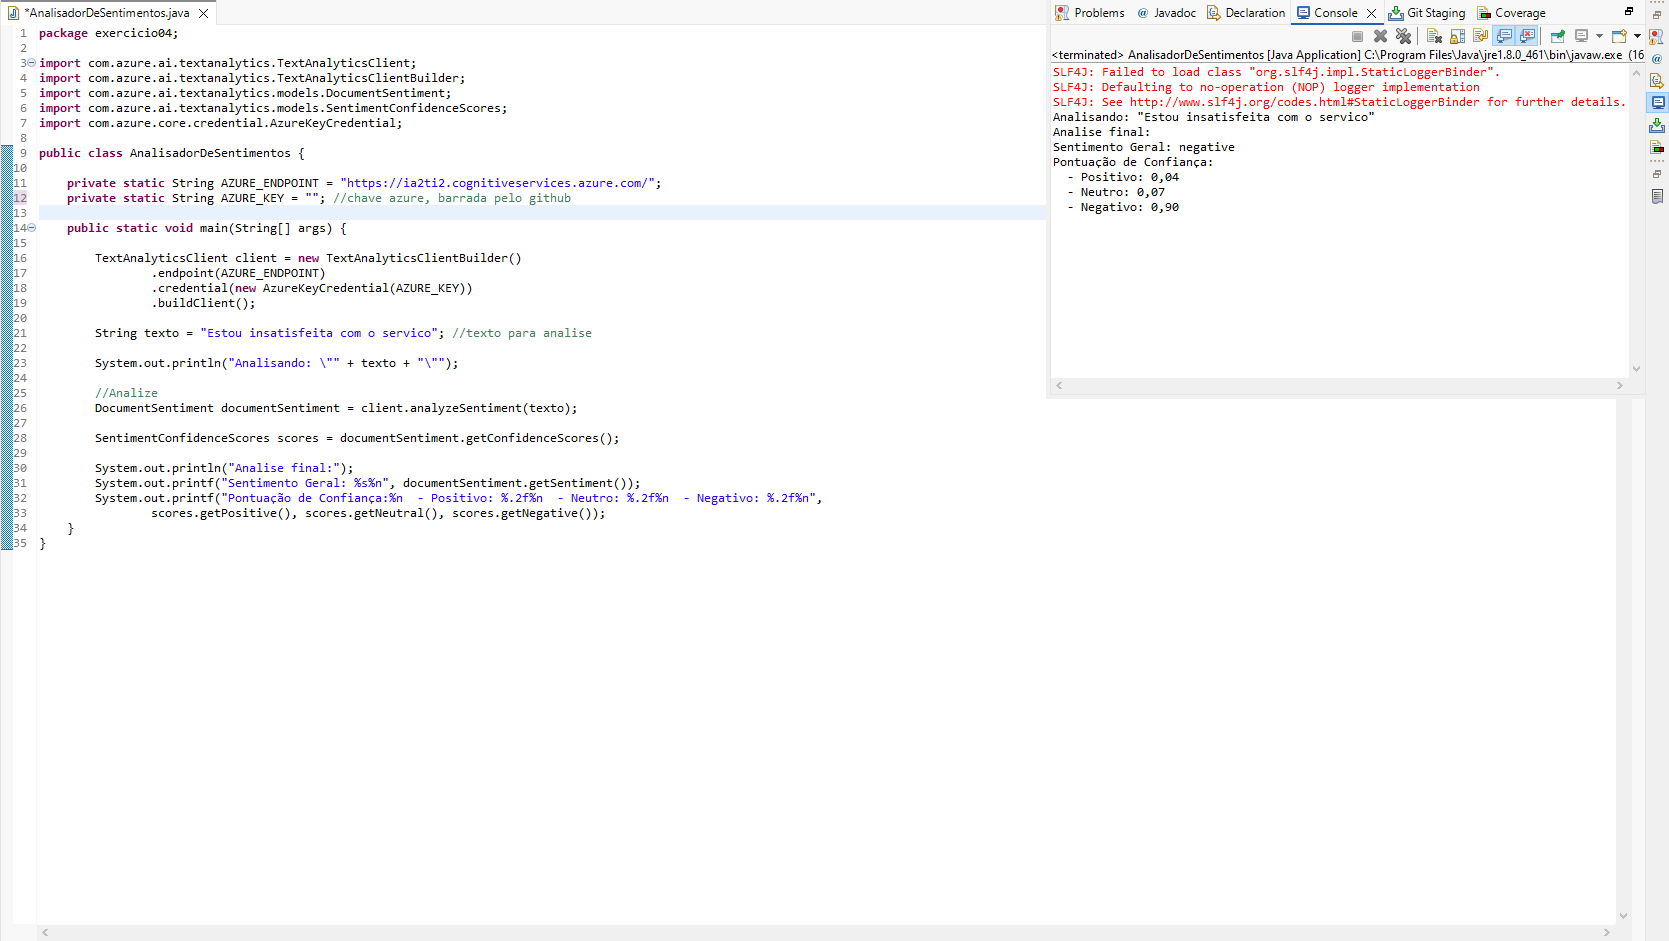 *AnalisadorDeSentimentos.java
1 package exercicio04;
2
3 import com.azure.ai.textanalytics.TextAnalyticsClient;
4 import com.azure.ai.textanalytics.TextAnalyticsClientBuilder;
5 import com.azure.ai.textanalytics.models.DocumentSentiment;
6 import com.azure.ai.textanalytics.models.SentimentConfidenceScores;
7 import com.azure.core.credential.AzureKeyCredential;
8
9 public class AnalisadorDeSentimentos {
10
11     private static String AZURE_ENDPOINT = "https://ia2ti2.cognitiveservices.azure.com/";
12     private static String AZURE_KEY = ""; //chave azure, barrada pelo github
13
14     public static void main(String[] args) {
15
16         TextAnalyticsClient client = new TextAnalyticsClientBuilder()
17                 .endpoint(AZURE_ENDPOINT)
18                 .credential(new AzureKeyCredential(AZURE_KEY))
19                 .buildClient();
20
21         String texto = "Estou insatisfeita com o servico"; //texto para analise
22
23         System.out.println("Analisando: \"" + texto + "\"");
24
25         //Analize
26         DocumentSentiment documentSentiment = client.analyzeSentiment(texto);
27
28         SentimentConfidenceScores scores = documentSentiment.getConfidenceScores();
29
30         System.out.println("Analise final:");
31         System.out.printf("Sentimento Geral: %s%n", documentSentiment.getSentiment());
32         System.out.printf("Pontuação de Confiança:%n  - Positivo: %.2f%n  - Neutro: %.2f%n  - Negativo: %.2f%n",
33                 scores.getPositive(), scores.getNeutral(), scores.getNegative());
34     }
35 }
Problems @ Javadoc Declaration Console Git Staging Coverage
<terminated> AnalisadorDeSentimentos [Java Application] C:\Program Files\Java\jre1.8.0_461\bin\javaw.exe (16
SLF4J: Failed to load class "org.slf4j.impl.StaticLoggerBinder".
SLF4J: Defaulting to no-operation (NOP) logger implementation
SLF4J: See http://www.slf4j.org/codes.html#StaticLoggerBinder for further details.
Analisando: "Estou insatisfeita com o servico"
Analise final:
Sentimento Geral: negative
Pontuação de Confiança:
  - Positivo: 0,04
  - Neutro: 0,07
  - Negativo: 0,90